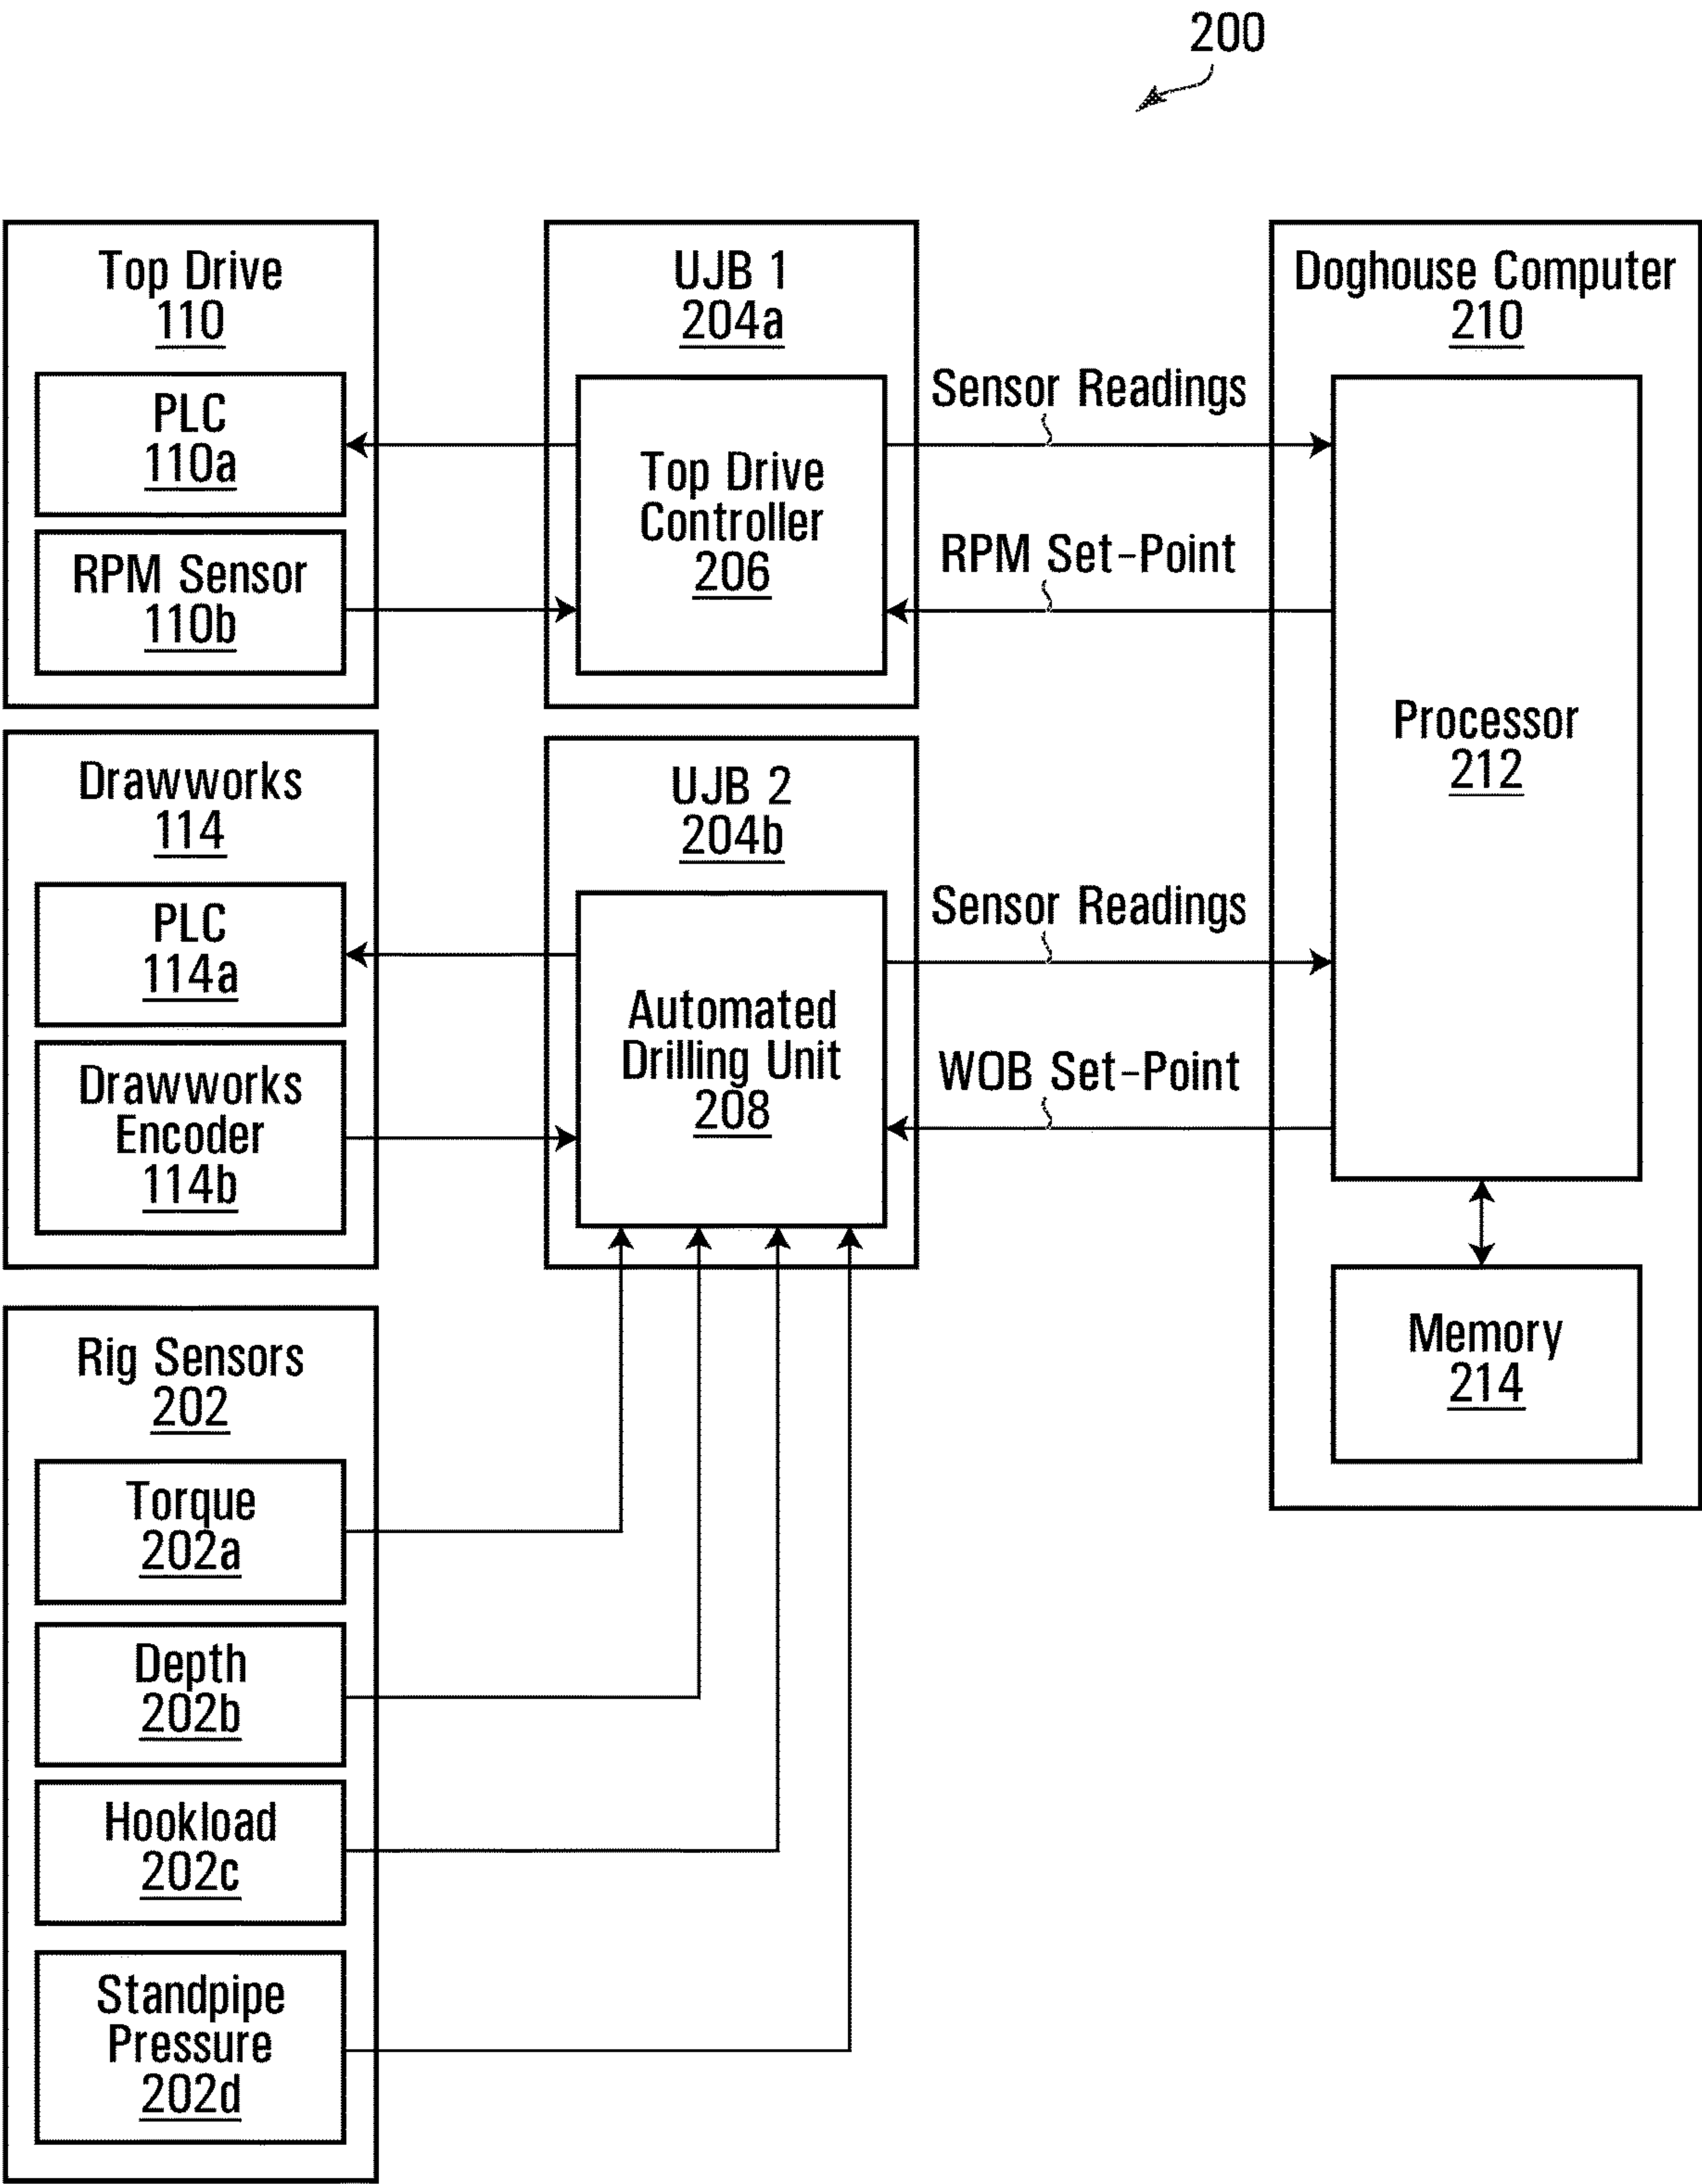 200
Top Drive
110
PLC
110a
RPM Sensor
110b
UJB 1
204a
Top Drive
Controller
206
Sensor Readings
RPM Set-Point
Doghouse Computer
210
Processor
212
Memory
214
Drawworks
114
PLC
114a
Drawworks
Encoder
114b
UJB 2
204b
Automated
Drilling Unit
208
Sensor Readings
WOB Set-Point
Rig Sensors
202
Torque
202a
Depth
202b
Hookload
202c
Standpipe
Pressure
202d